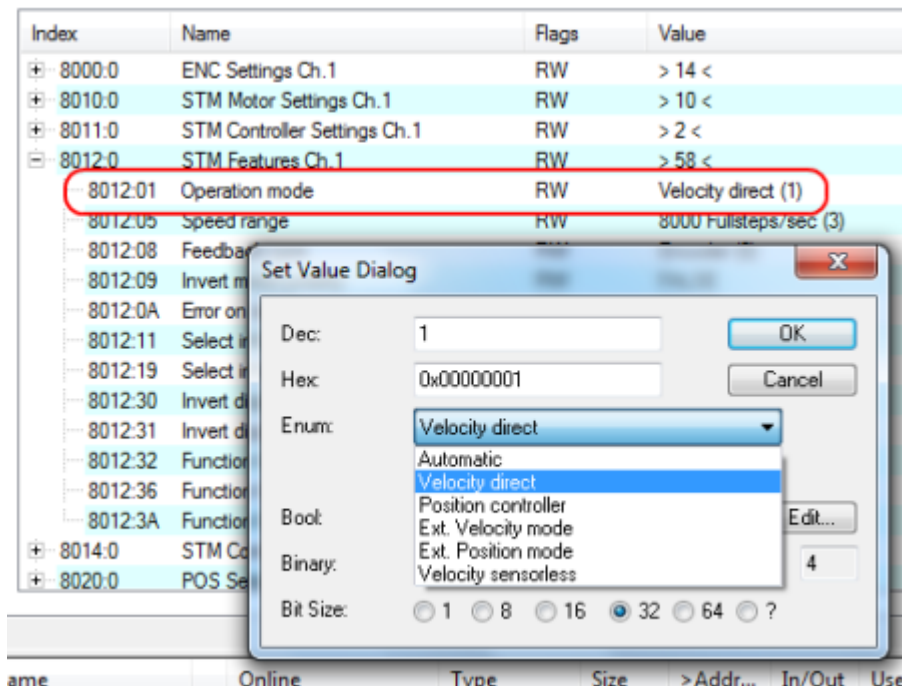 Index Name Flags Value
8000:0 ENC Settings Ch.1 RW > 14 <
8010:0 STM Motor Settings Ch.1 RW > 10 <
8011:0 STM Controller Settings Ch.1 RW > 2 <
8012:0 STM Features Ch.1 RW > 58 <
8012:01 Operation mode RW Velocity direct (1)
8012:05 Speed range RW 8000 Fullsteps/sec (3)
8012:08
8012:09 Invert
8012:0A Error on
8012:11 Select
8012:19 Select
8012:30 Invert
8012:31 Invert
8012:32
8012:36
8012:3A
8014:0 STM
8020:0 POS
Set Value Dialog
Dec: 1 OK
Hex: 0x00000001 Cancel
Enum: Velocity direct
Automatic
Velocity direct
Position controller
Ext. Velocity mode
Ext. Position mode
Velocity sensorless
Bool: Edit...
Binary: 4
Bit Size: 1 8 16 32 64 ?
ame Online Type Size >Addr... In/Out Use